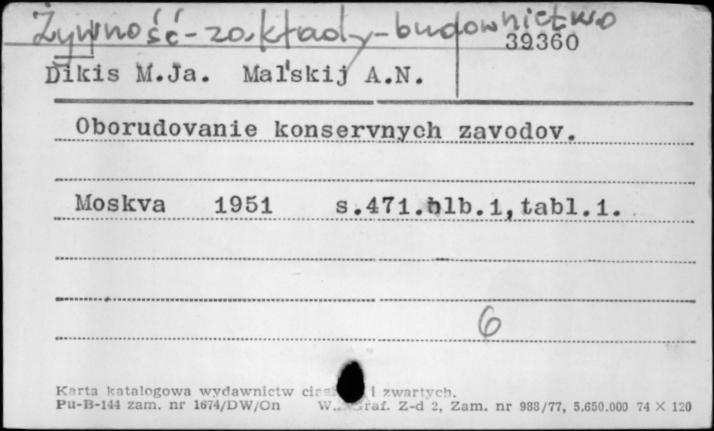 Żywność-zakłady-budownictwo
39360
Dikis M.Ja. Mal'skij A.N.
Oborudovanie konservnych zavodov.
Moskva 1951 s.471.nlb.1,tabl.1.
6
Karta katalogowa wydawnictw i zwartych.
Pu-B-144 zam. nr 1674/DW/On Graf. Z-d 2, Zam. nr 988/77, 5.650.000 74 × 120